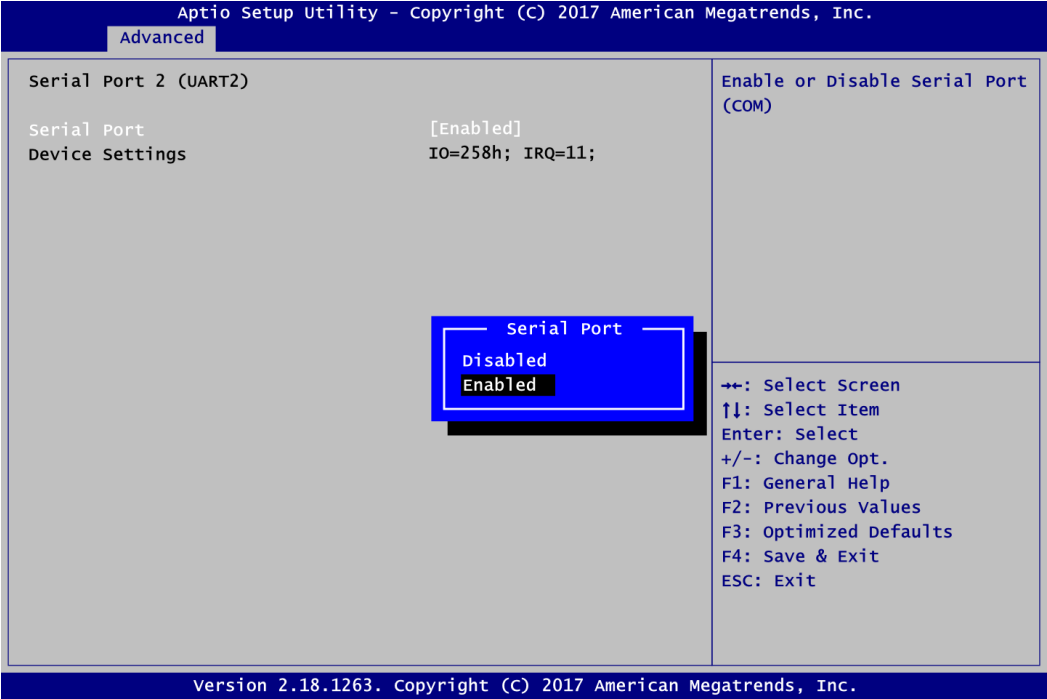 Aptio Setup Utility – Copyright (C) 2017 American Megatrends, Inc.
Advanced
Serial Port 2 (UART2)
Serial Port [Enabled]
Device Settings IO=258h; IRQ=11;
Enable or Disable Serial Port
(COM)
Serial Port
Disabled
Enabled
→←: Select Screen
↑↓: Select Item
Enter: Select
+/-: Change Opt.
F1: General Help
F2: Previous Values
F3: Optimized Defaults
F4: Save & Exit
ESC: Exit
Version 2.18.1263. Copyright (C) 2017 American Megatrends, Inc.